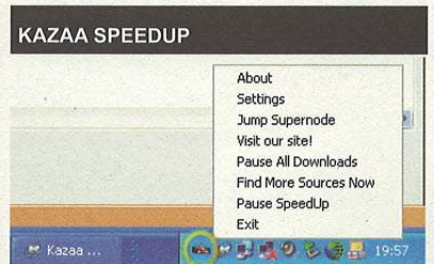 KAZAA SPEEDUP
About
Settings
Jump Supernode
Visit our site!
Pause All Downloads
Find More Sources Now
Pause SpeedUp
Exit
Kazaa ...
19:57